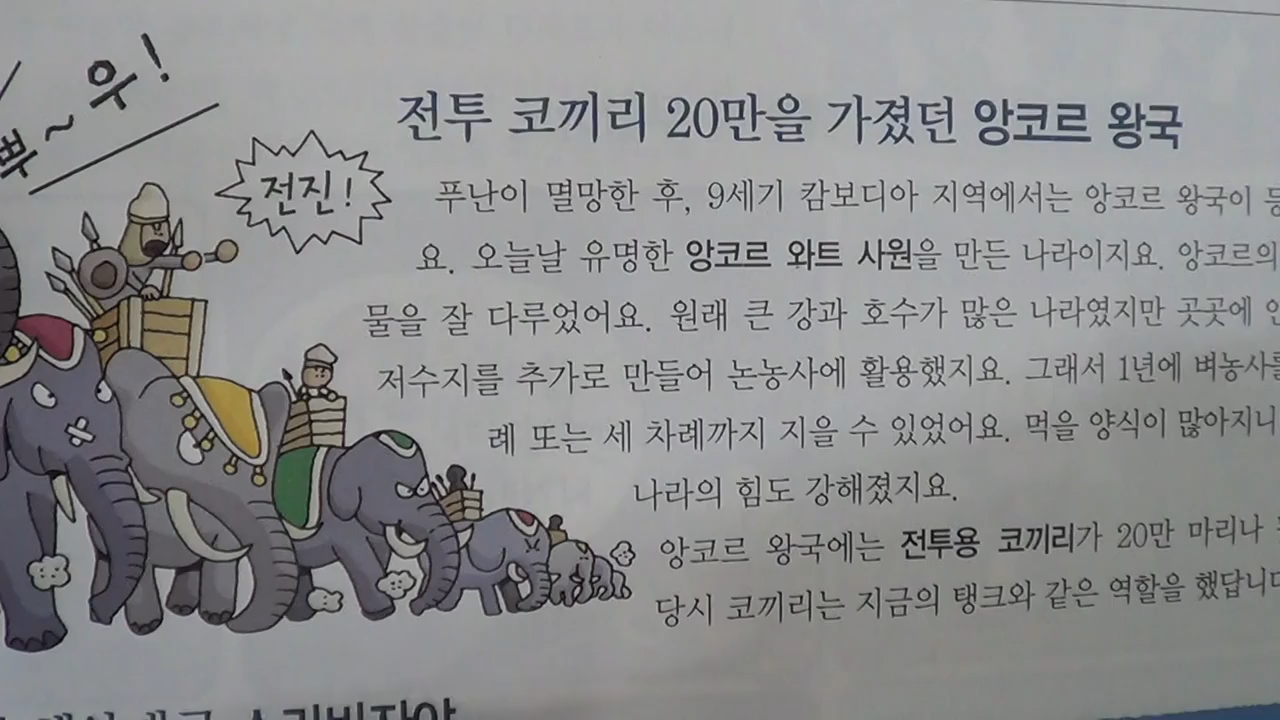 뿌~우!
전진!
전투 코끼리 20만을 가졌던 앙코르 왕국
푸난이 멸망한 후, 9세기 캄보디아 지역에서는 앙코르 왕국이
요. 오늘날 유명한 앙코르 와트 사원을 만든 나라이지요. 앙코르의
물을 잘 다루었어요. 원래 큰 강과 호수가 많은 나라였지만 곳곳에
저수지를 추가로 만들어 논농사에 활용했지요. 그래서 1년에 벼농사를
례 또는 세 차례까지 지을 수 있었어요. 먹을 양식이 많아지니
나라의 힘도 강해졌지요.
앙코르 왕국에는 전투용 코끼리가 20만 마리나
당시 코끼리는 지금의 탱크와 같은 역할을 했답니다